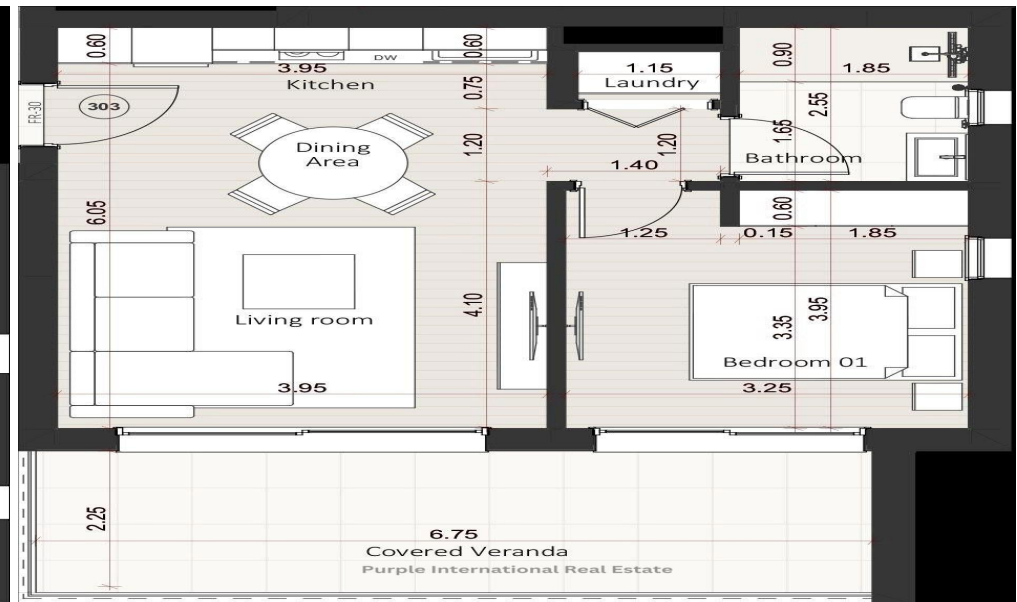 0.60
0.60
DW
3.95
Kitchen
1.15
Laundry
0.90
1.85
FR-30
303
0.75
Dining
Area
1.20
1.20
1.65
2.55
Bathroom
1.40
6.05
0.60
1.25
0.15
1.85
Living room
4.10
3.35
3.95
Bedroom 01
3.95
3.25
2.25
6.75
Covered Veranda
Purple International Real Estate